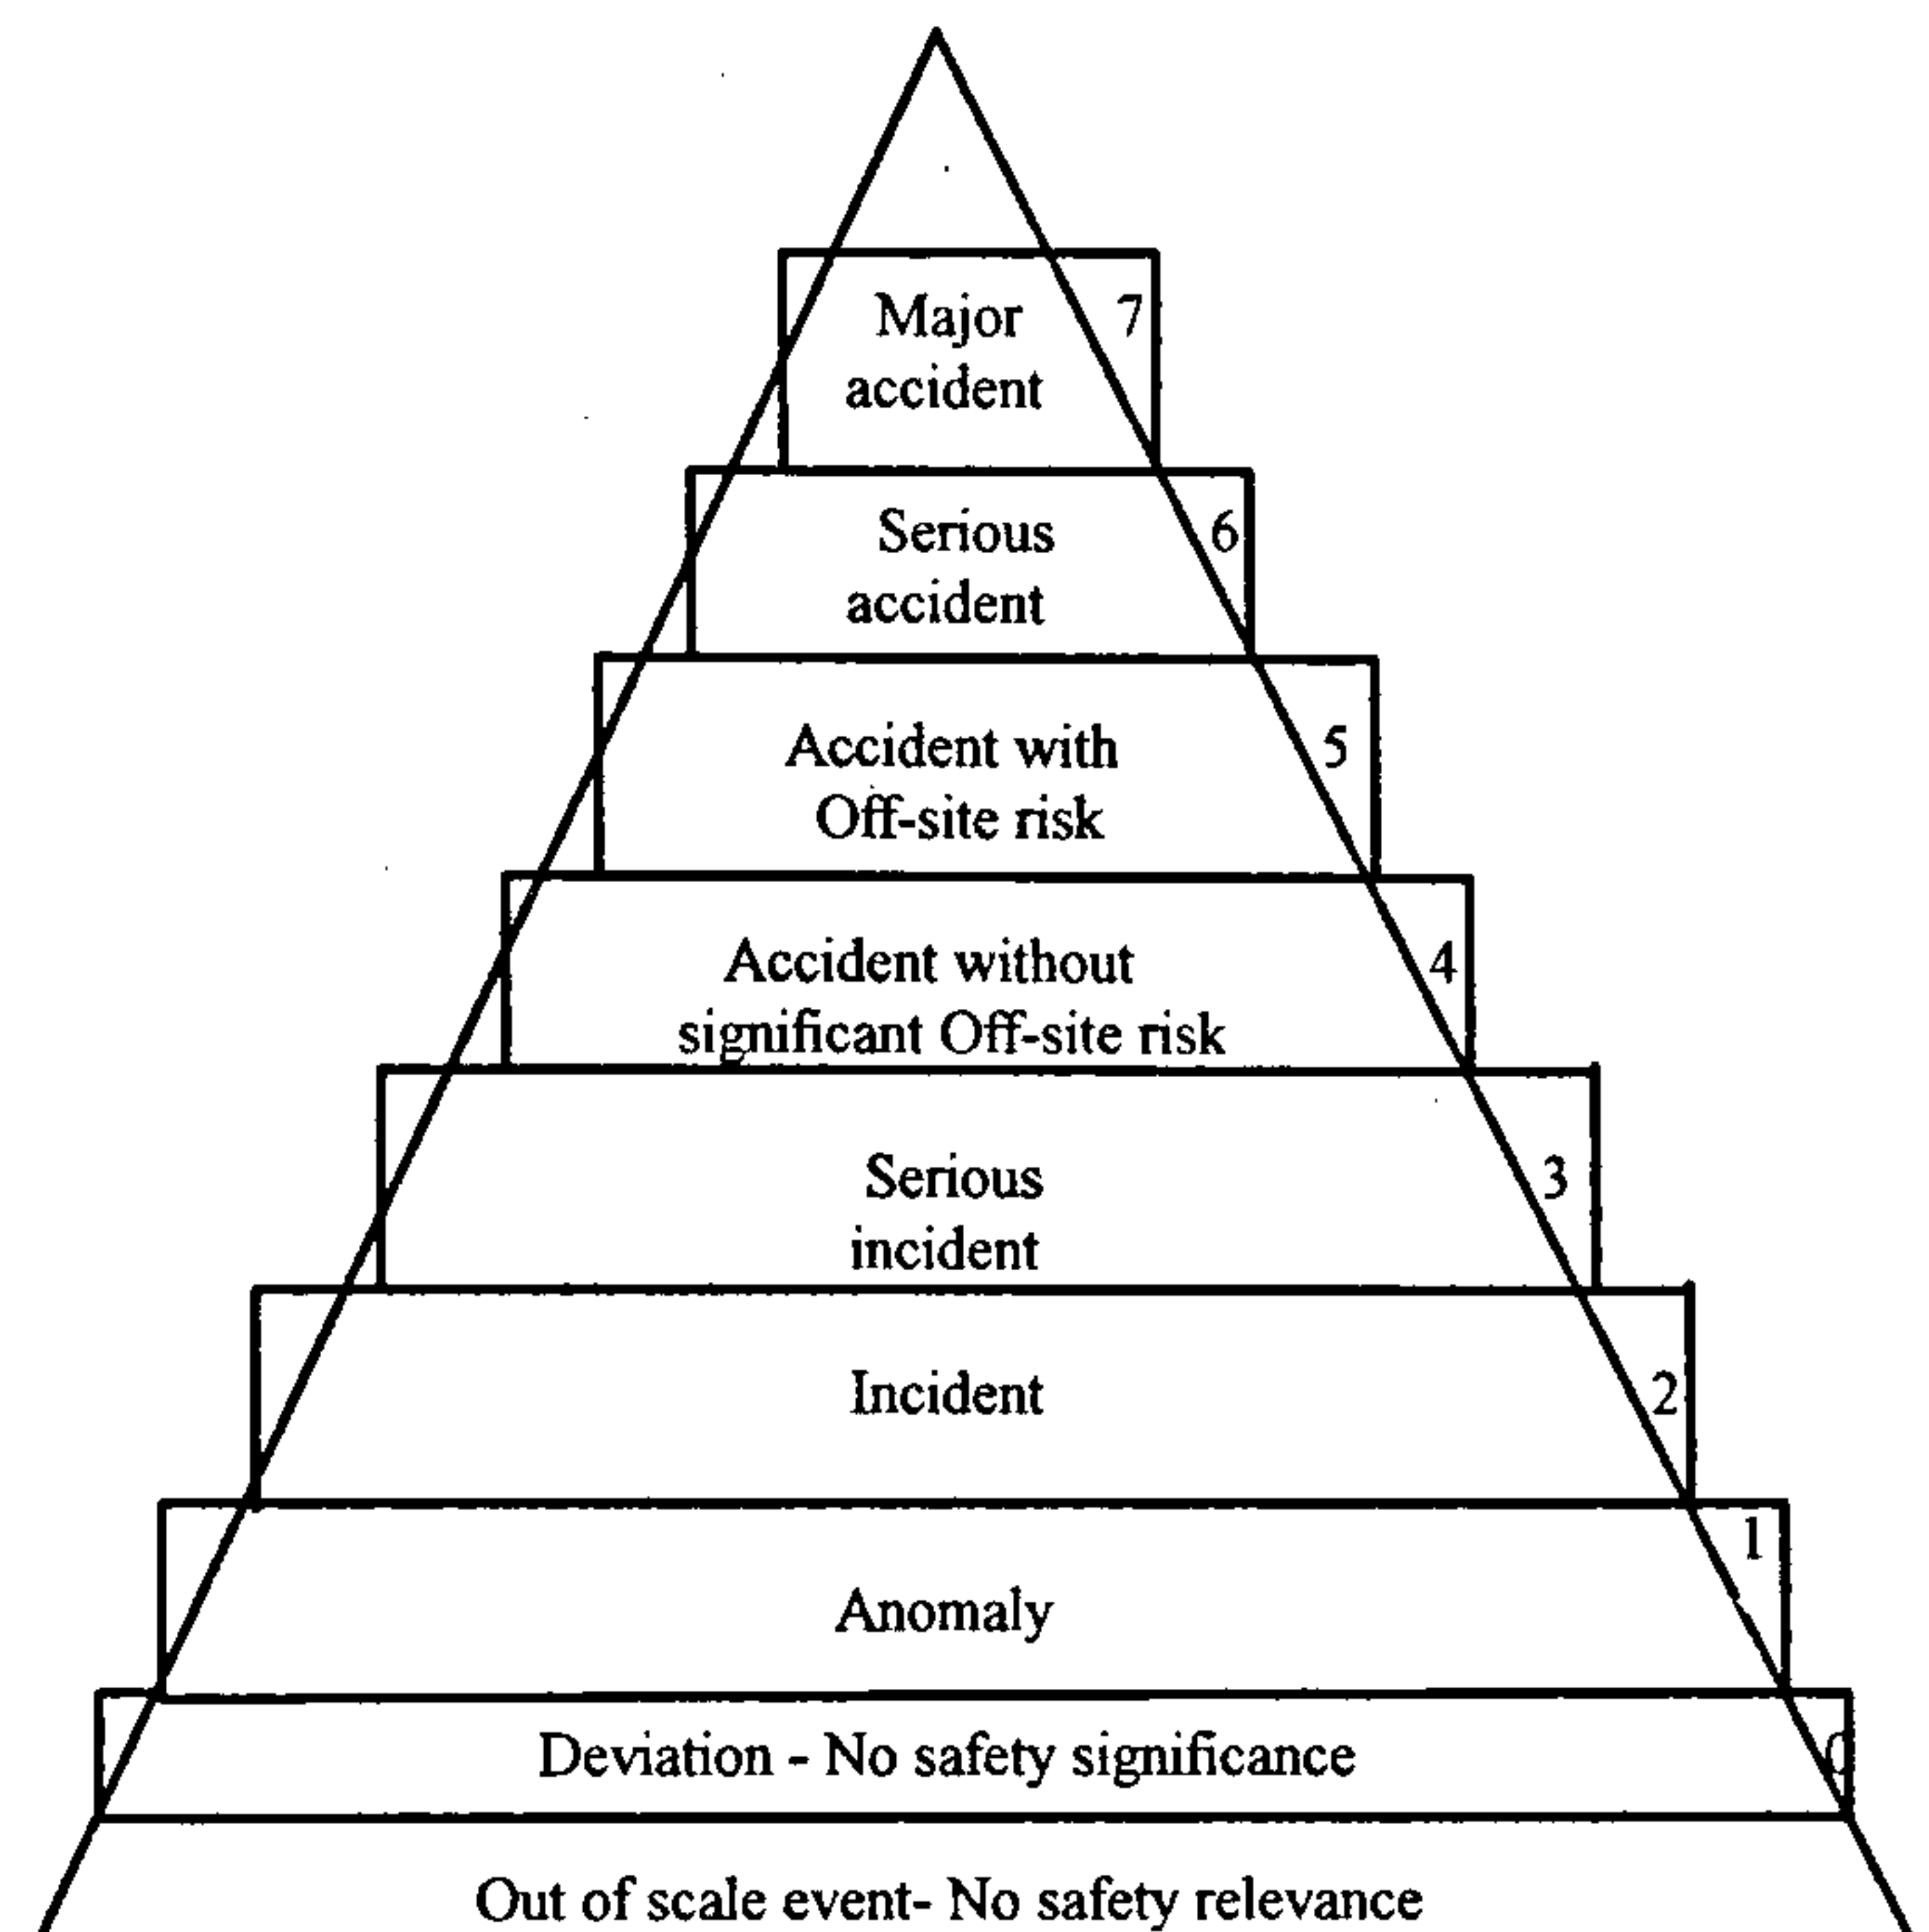 Major 7
accident
Serious 6
accident
Accident with 5
Off-site risk
Accident without 4
significant Off-site risk
Serious 3
incident
Incident 2
1
Anomaly
Deviation - No safety significance 0
Out of scale event- No safety relevance